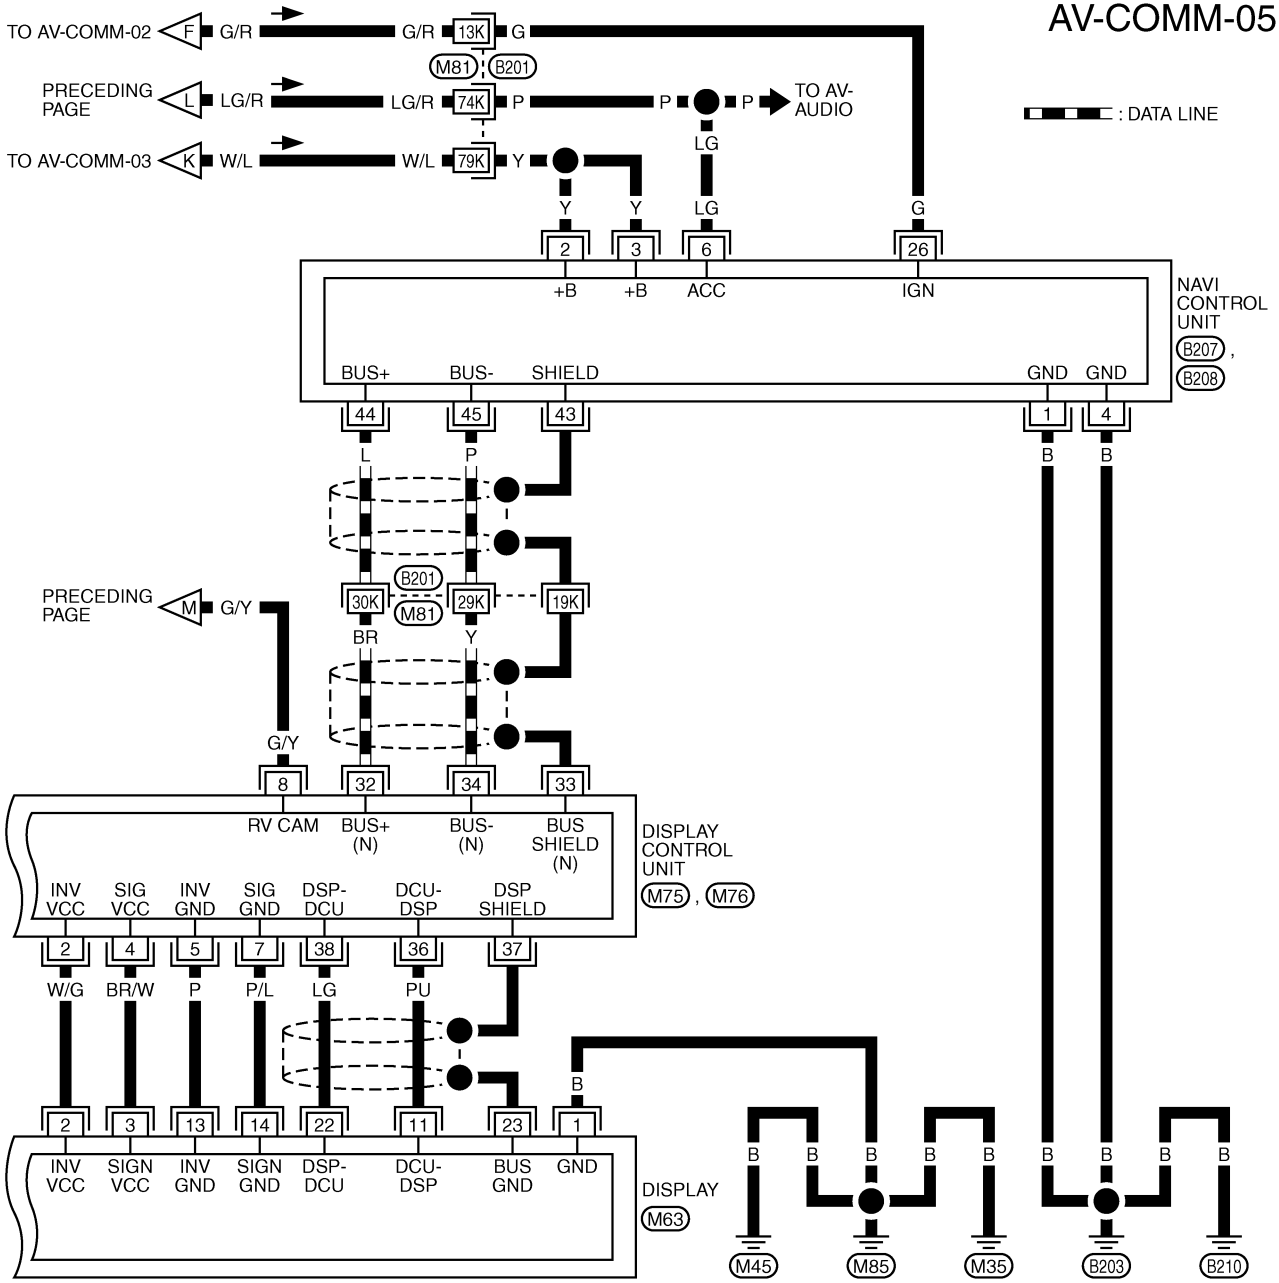 AV-COMM-05
TO AV-COMM-02 F G/R G/R 13K G
M81 B201
PRECEDING
PAGE
L LG/R LG/R 74K P P P
TO AV-
AUDIO
: DATA LINE
LG
TO AV-COMM-03 K W/L W/L 79K Y
Y Y LG G
2 3 6 26
+B +B ACC IGN
NAVI
CONTROL
UNIT
B207 ,
B208
BUS+ BUS- SHIELD GND GND
44 45 43 1 4
L P B B
B201
30K 29K 19K
M81
PRECEDING
PAGE
M G/Y
BR Y
G/Y
8 32 34 33
RV CAM
BUS+
(N)
BUS-
(N)
BUS
SHIELD
(N)
DISPLAY
CONTROL
UNIT
M75 , M76
INV
VCC
SIG
VCC
INV
GND
SIG
GND
DSP-
DCU
DCU-
DSP
DSP
SHIELD
2 4 5 7 38 36 37
W/G BR/W P P/L LG PU
B
2 3 13 14 22 11 23 1
INV
VCC
SIGN
VCC
INV
GND
SIGN
GND
DSP-
DCU
DCU-
DSP
BUS
GND
GND
DISPLAY
M63
B B B B B B B B B
M45 M85 M35 B203 B210